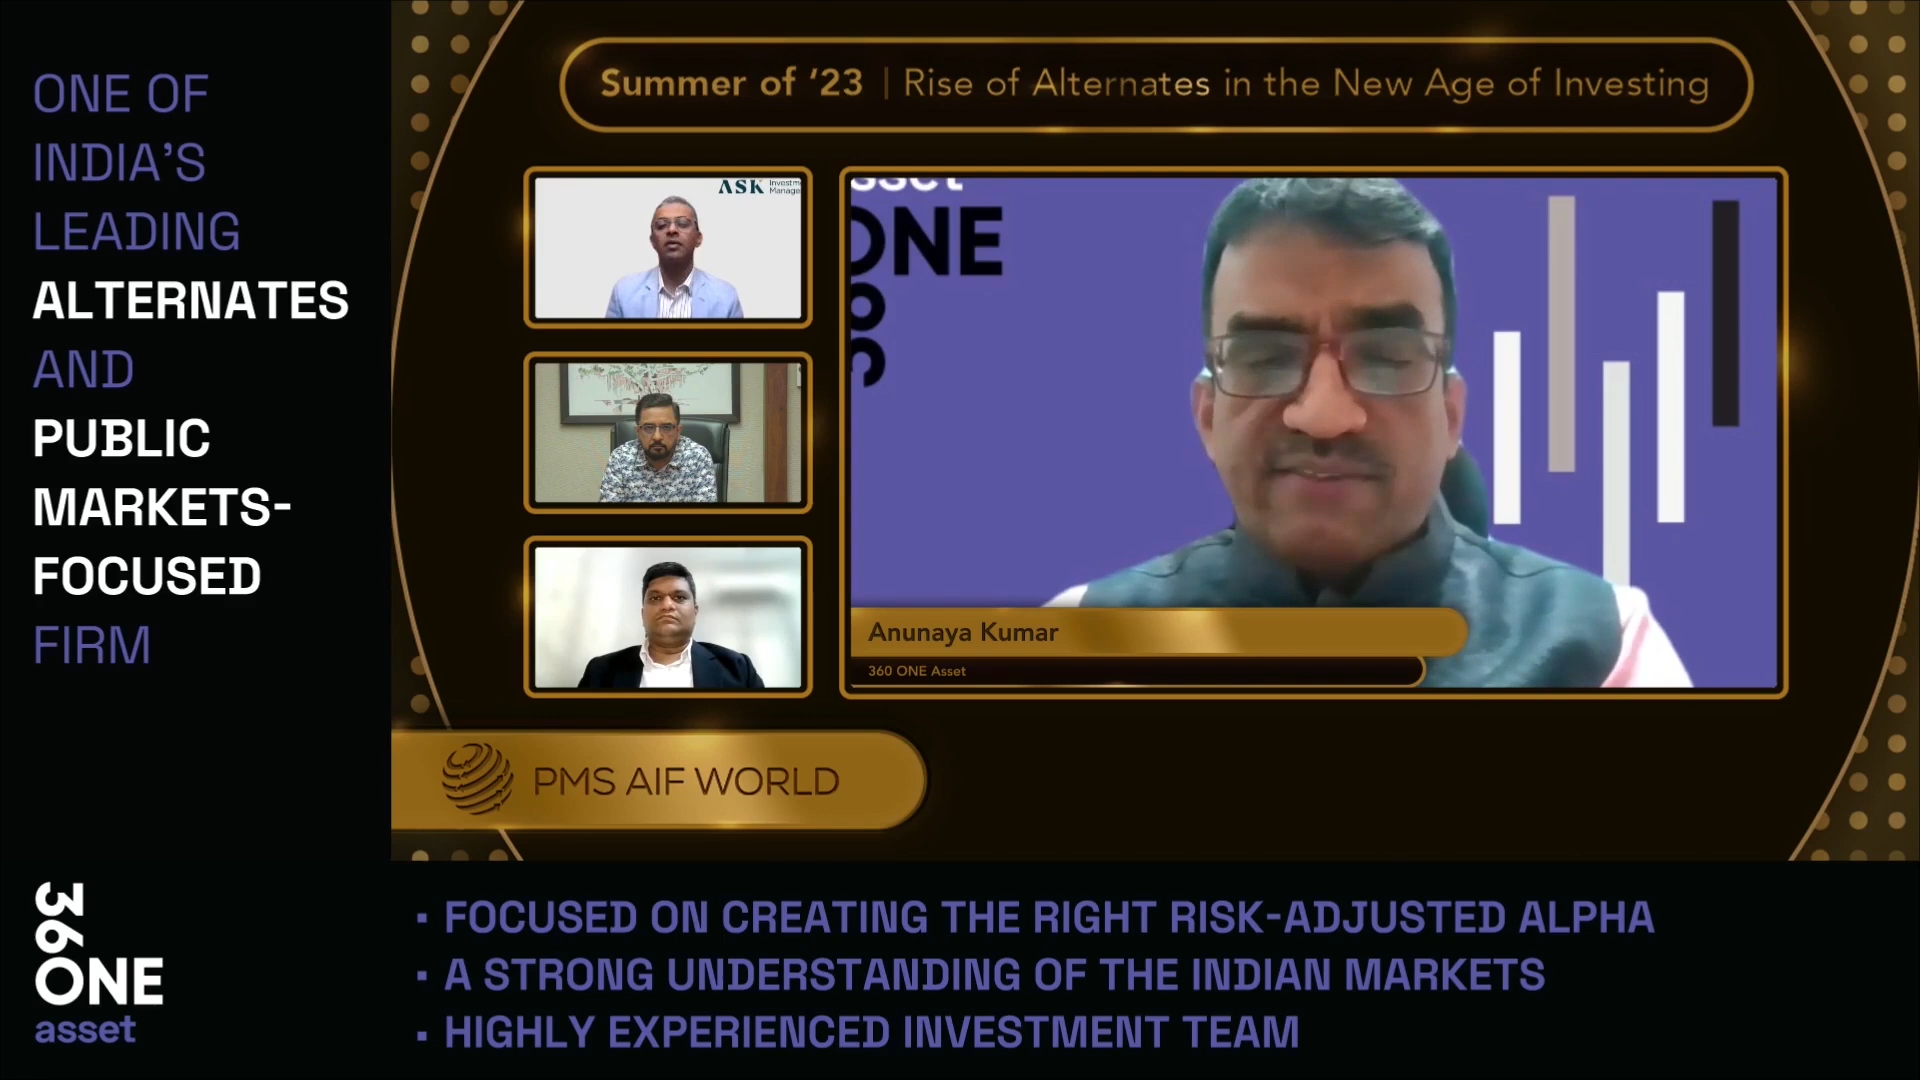 ONE OF
INDIA'S
LEADING
ALTERNATES
AND
PUBLIC
MARKETS-
FOCUSED
FIRM
Summer of '23 | Rise of Alternates in the New Age of Investing
ASK
asset
ONE
Anunaya Kumar
360 ONE Asset
PMS AIF WORLD
360
ONE
asset
▪ FOCUSED ON CREATING THE RIGHT RISK-ADJUSTED ALPHA
▪ A STRONG UNDERSTANDING OF THE INDIAN MARKETS
▪ HIGHLY EXPERIENCED INVESTMENT TEAM